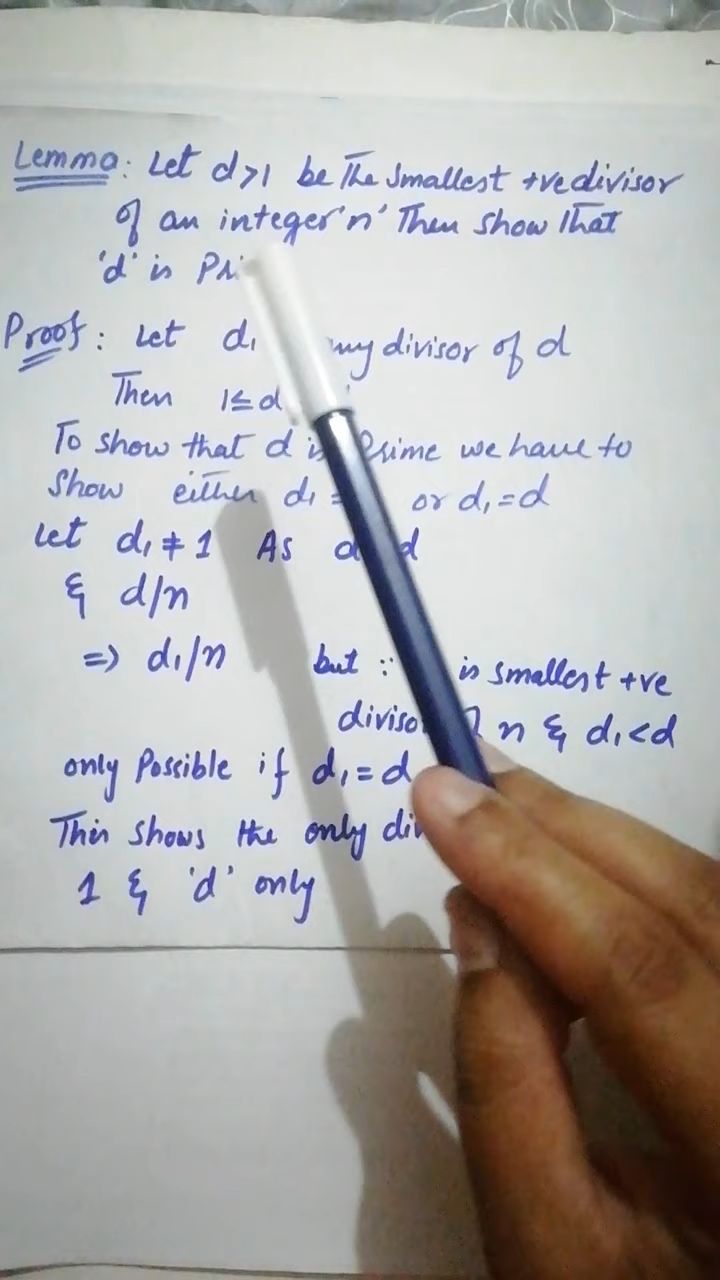 Lemma: Let d>1 be The smallest +ve divisor
of an integer 'n' Then show that
'd' is
Proof: Let d1 any divisor of d
Then 1≤d
To show that d is Prime we have to
show either d1 = or d1=d
Let d1≠1 As d
& d/n
=> d1/n but ∵ is smallest +ve
n & d1<d
only Possible if d1=d
This shows the only
1 & 'd' only